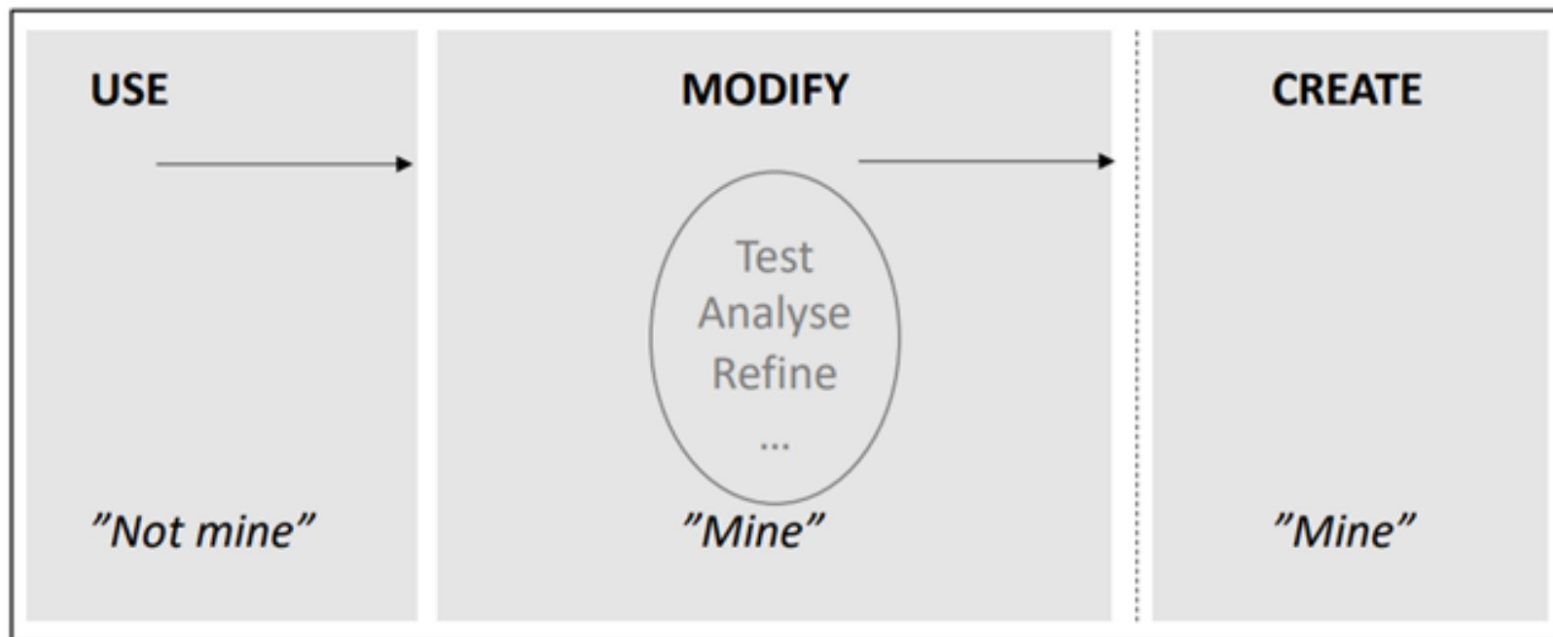 USE
MODIFY
CREATE
Test
Analyse
Refine
...
”Not mine”
”Mine”
”Mine”